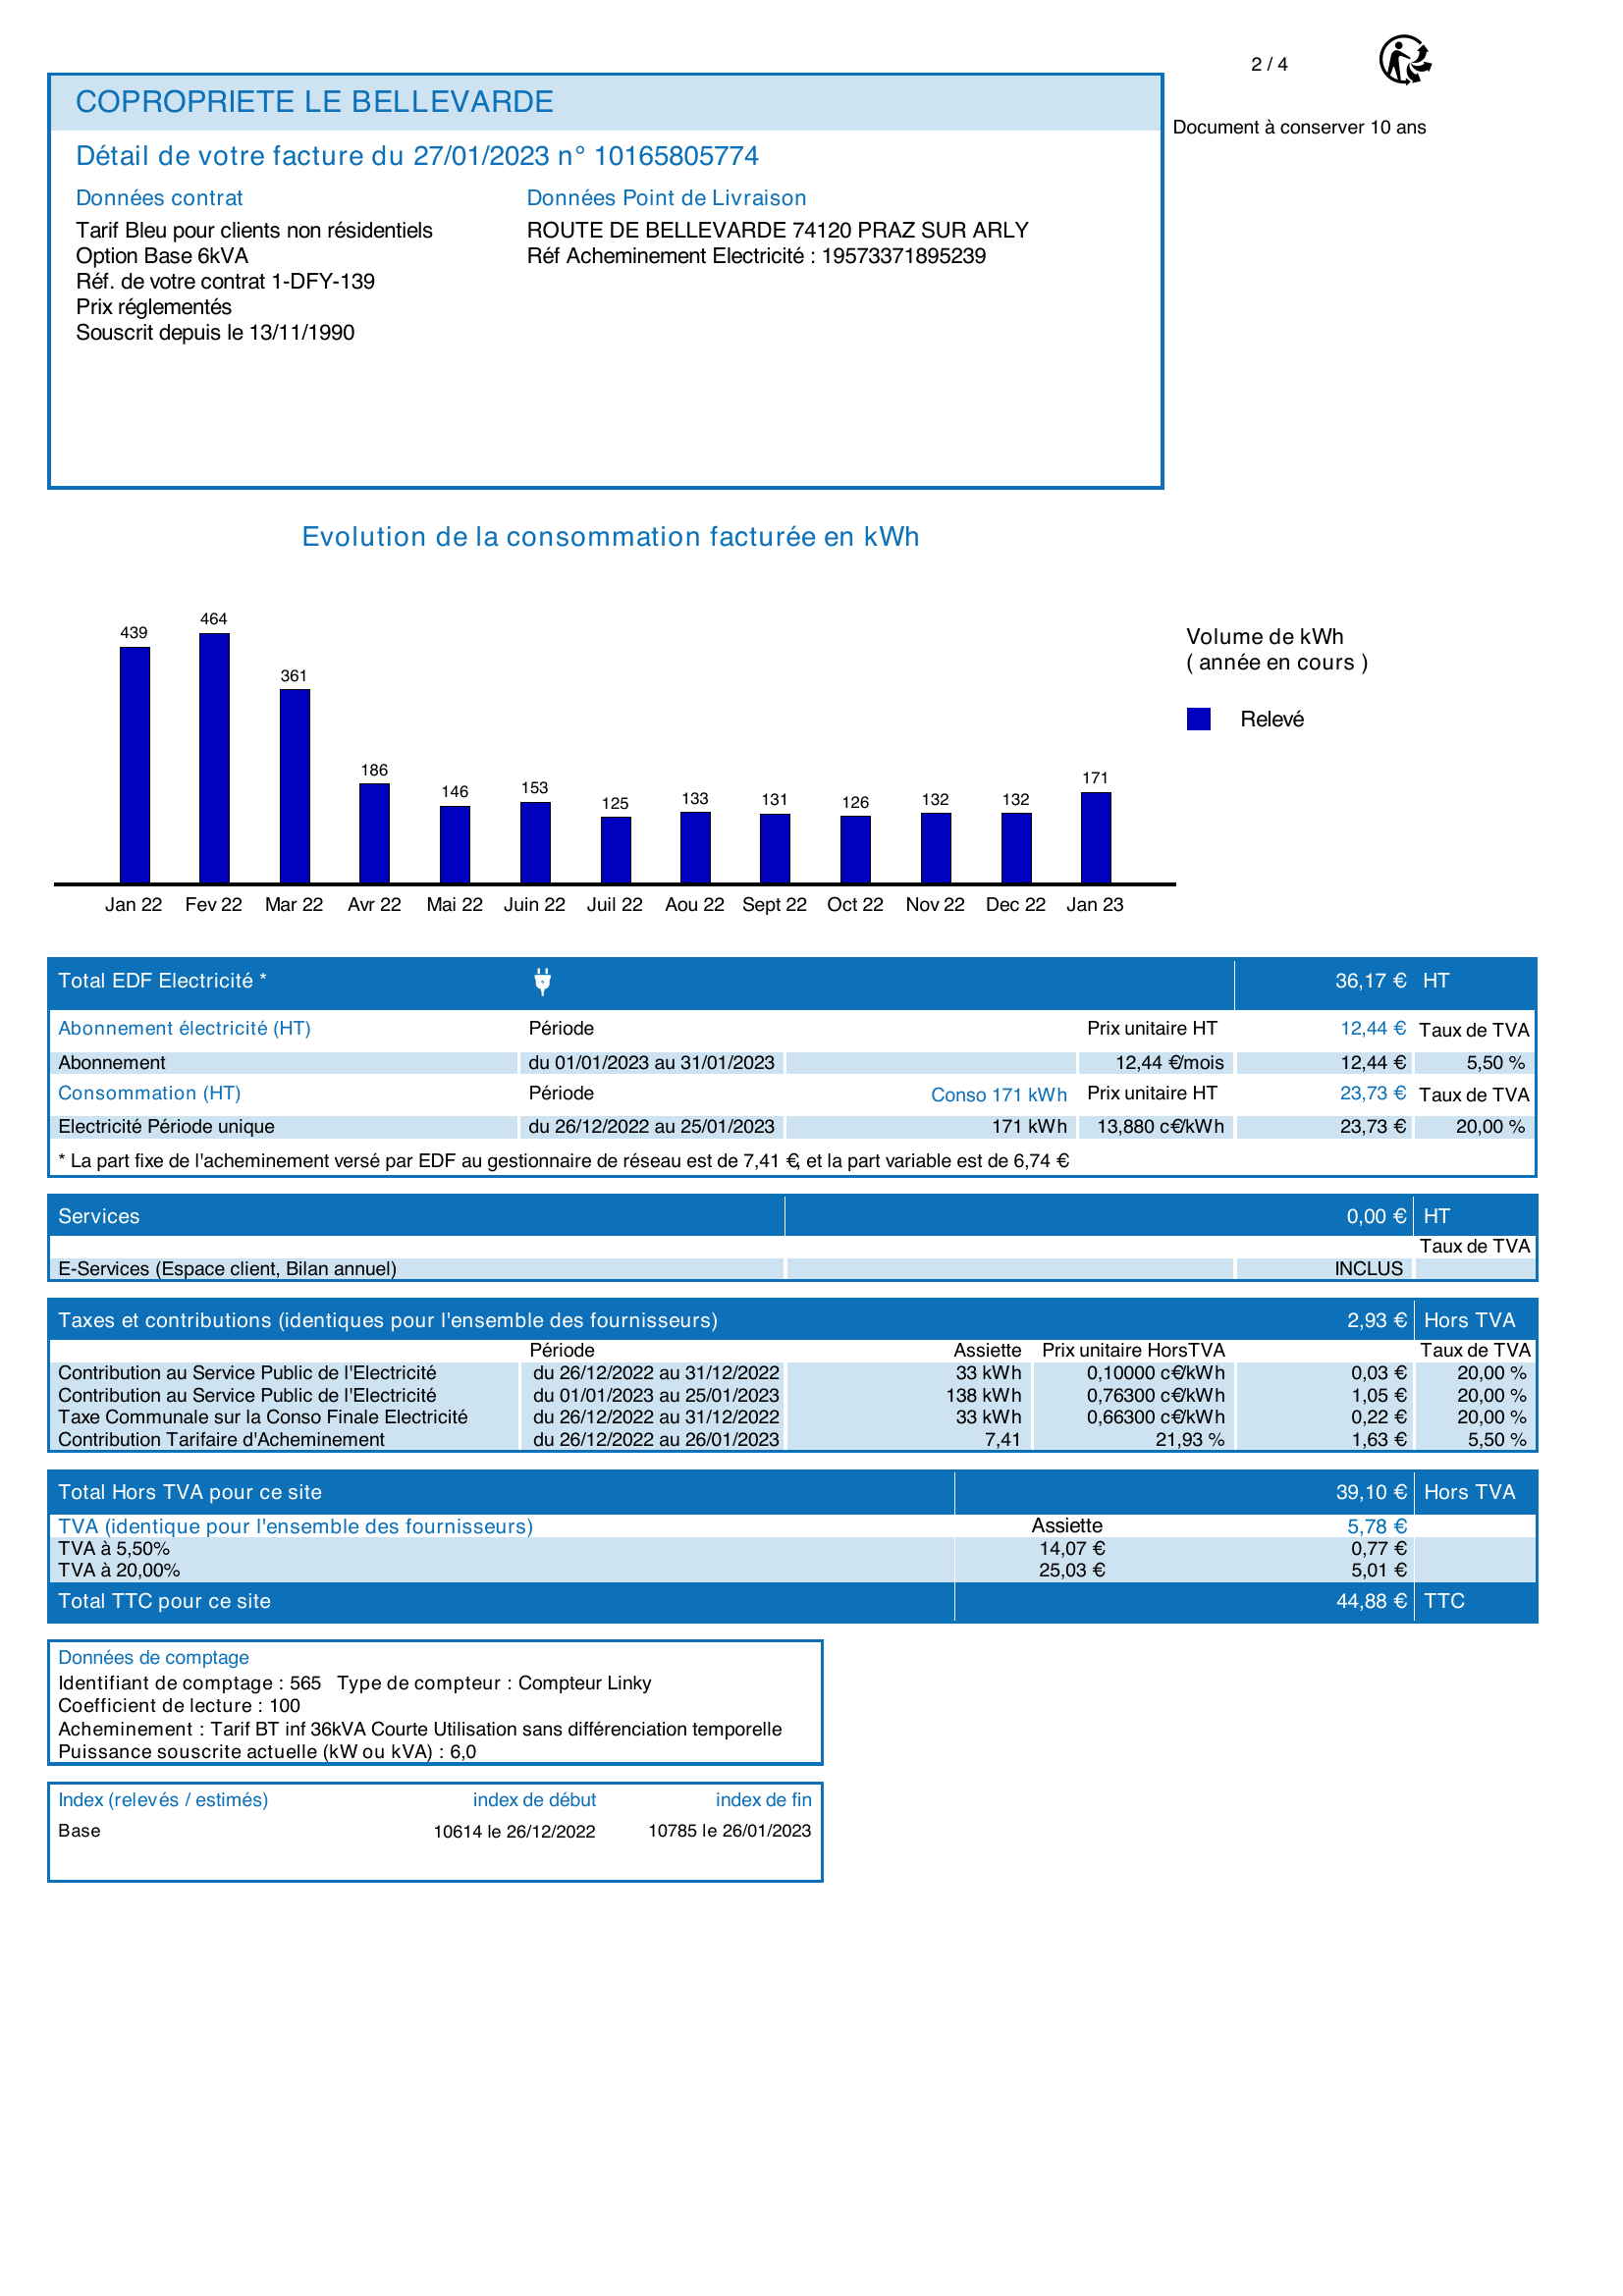 2 / 4
COPROPRIETE LE BELLEVARDE
Document à conserver 10 ans
Détail de votre facture du 27/01/2023 n° 10165805774
Données contrat
Tarif Bleu pour clients non résidentiels
Option Base 6kVA
Réf. de votre contrat 1-DFY-139
Prix réglementés
Souscrit depuis le 13/11/1990
Données Point de Livraison
ROUTE DE BELLEVARDE 74120 PRAZ SUR ARLY
Réf Acheminement Electricité : 19573371895239
Evolution de la consommation facturée en kWh
439 464 361 186 146 153 125 133 131 126 132 132 171
Jan 22 Fev 22 Mar 22 Avr 22 Mai 22 Juin 22 Juil 22 Aou 22 Sept 22 Oct 22 Nov 22 Dec 22 Jan 23
Volume de kWh
( année en cours )
Relevé
Total EDF Electricité * 36,17 € HT
Abonnement électricité (HT) Période Prix unitaire HT 12,44 € Taux de TVA
Abonnement du 01/01/2023 au 31/01/2023 12,44 €/mois 12,44 € 5,50 %
Consommation (HT) Période Conso 171 kWh Prix unitaire HT 23,73 € Taux de TVA
Electricité Période unique du 26/12/2022 au 25/01/2023 171 kWh 13,880 c€/kWh 23,73 € 20,00 %
* La part fixe de l'acheminement versé par EDF au gestionnaire de réseau est de 7,41 €, et la part variable est de 6,74 €
Services 0,00 € HT
Taux de TVA
E-Services (Espace client, Bilan annuel) INCLUS
Taxes et contributions (identiques pour l'ensemble des fournisseurs) 2,93 € Hors TVA
Période Assiette Prix unitaire HorsTVA Taux de TVA
Contribution au Service Public de l'Electricité du 26/12/2022 au 31/12/2022 33 kWh 0,10000 c€/kWh 0,03 € 20,00 %
Contribution au Service Public de l'Electricité du 01/01/2023 au 25/01/2023 138 kWh 0,76300 c€/kWh 1,05 € 20,00 %
Taxe Communale sur la Conso Finale Electricité du 26/12/2022 au 31/12/2022 33 kWh 0,66300 c€/kWh 0,22 € 20,00 %
Contribution Tarifaire d'Acheminement du 26/12/2022 au 26/01/2023 7,41 21,93 % 1,63 € 5,50 %
Total Hors TVA pour ce site 39,10 € Hors TVA
TVA (identique pour l'ensemble des fournisseurs) Assiette 5,78 €
TVA à 5,50% 14,07 € 0,77 €
TVA à 20,00% 25,03 € 5,01 €
Total TTC pour ce site 44,88 € TTC
Données de comptage
Identifiant de comptage : 565 Type de compteur : Compteur Linky
Coefficient de lecture : 100
Acheminement : Tarif BT inf 36kVA Courte Utilisation sans différenciation temporelle
Puissance souscrite actuelle (kW ou kVA) : 6,0
Index (relevés / estimés) index de début index de fin
Base 10614 le 26/12/2022 10785 le 26/01/2023